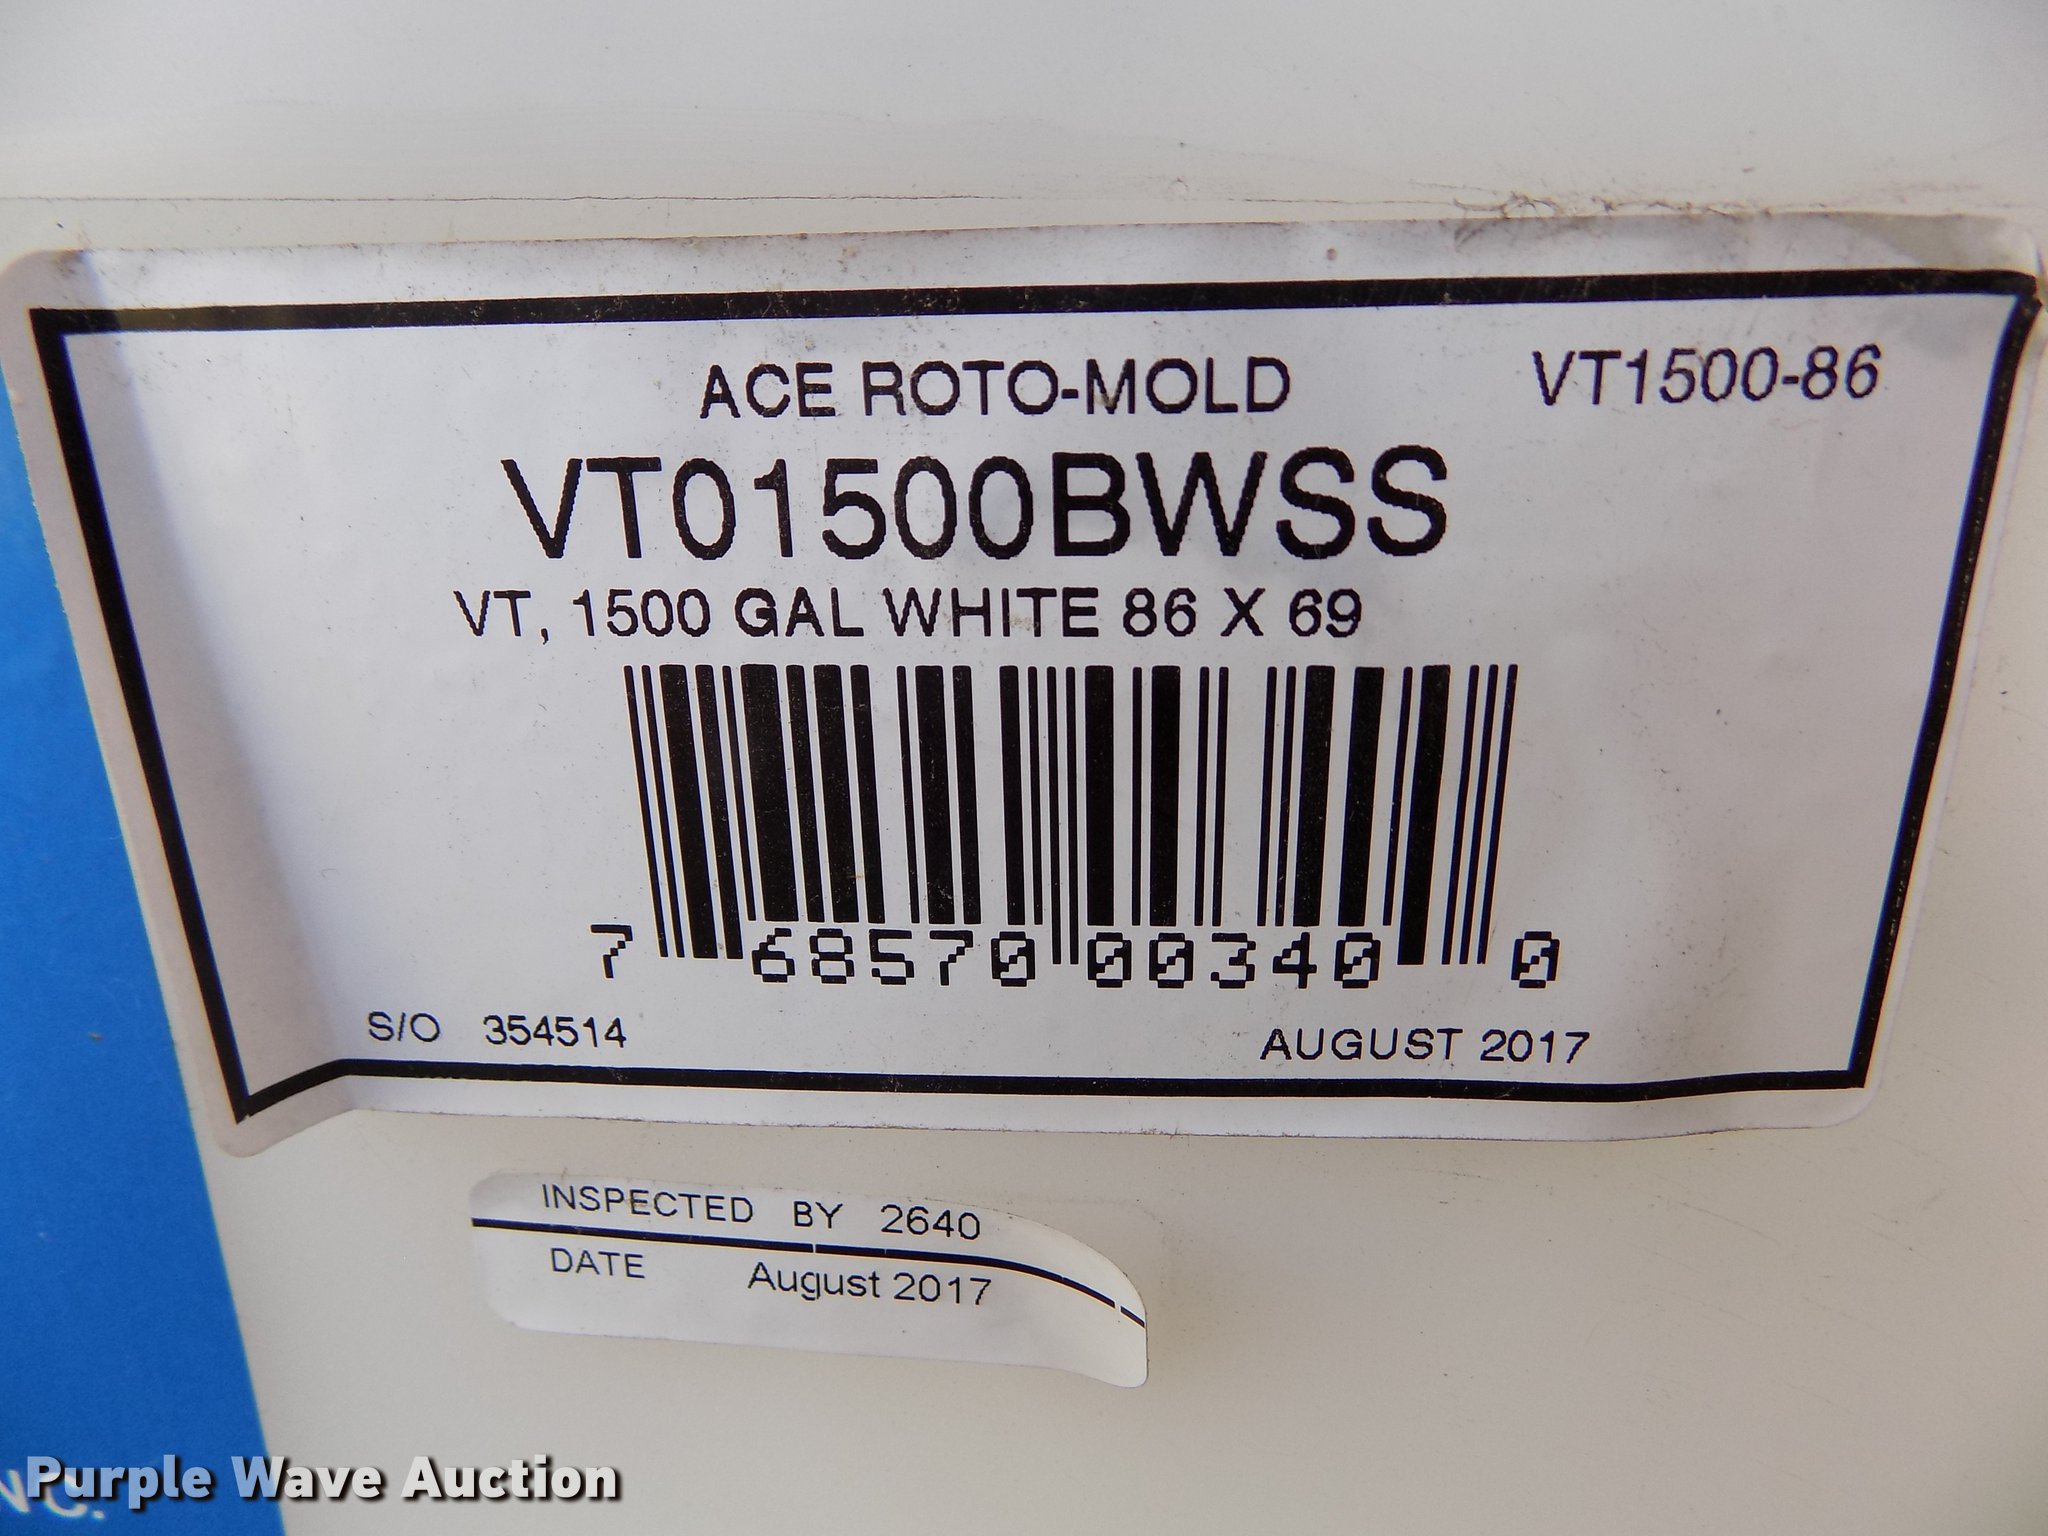 ACE ROTO-MOLD VT1500-86
VT01500BWSS
VT, 1500 GAL WHITE 86 X 69
7 68570 00340 0
S/O 354514 AUGUST 2017
INSPECTED BY 2640
DATE August 2017
NC.
Purple Wave Auction